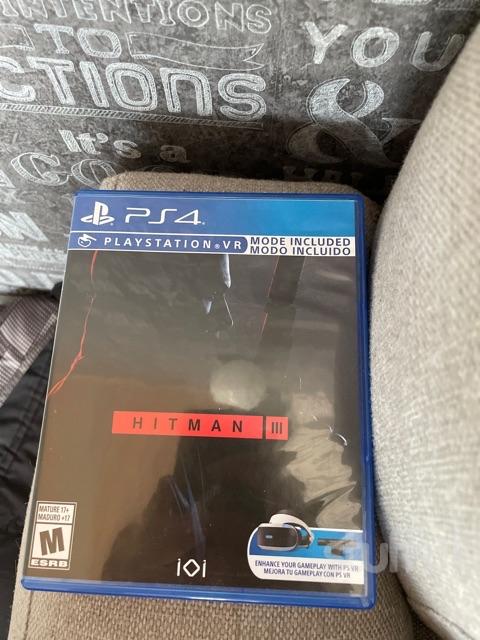 INTENTIONS
TO
YOU
CTIONS
&
It's a
PS4
PLAYSTATION®VR
MODE INCLUDED
MODO INCLUIDO
HITMAN III
MATURE 17+
MADURO +17
M
ESRB
ENHANCE YOUR GAMEPLAY WITH PS VR
MEJORA TU GAMEPLAY CON PS VR
IOI